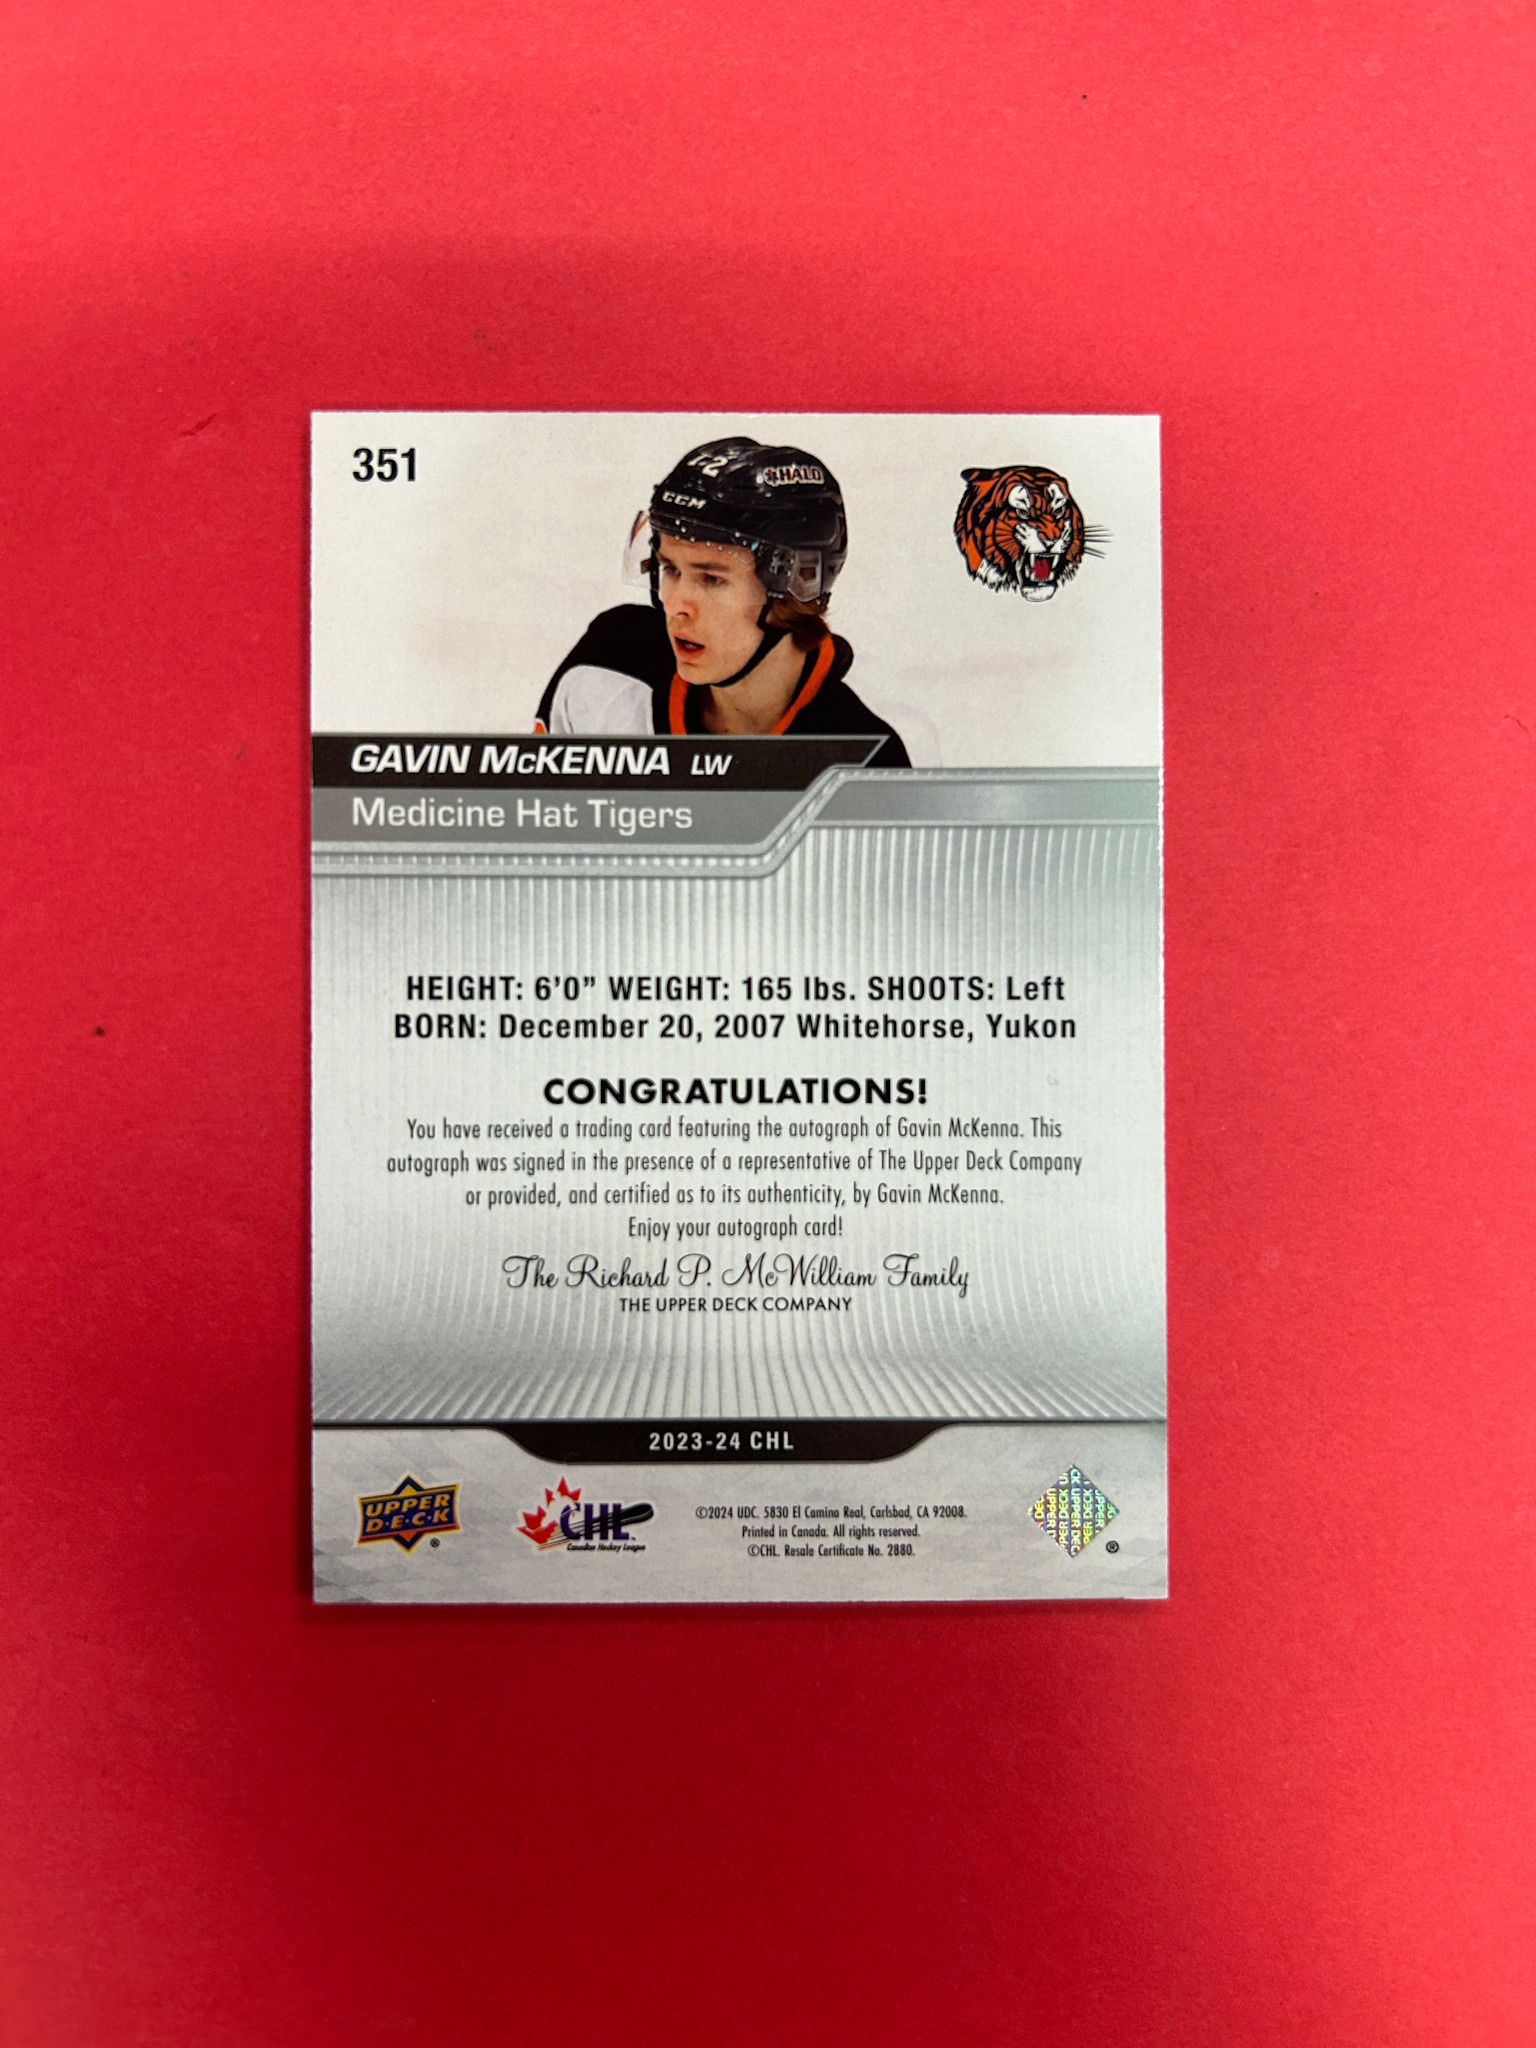 351
CCM
HALO
GAVIN McKENNA LW
Medicine Hat Tigers
HEIGHT: 6'0" WEIGHT: 165 lbs. SHOOTS: Left
BORN: December 20, 2007 Whitehorse, Yukon
CONGRATULATIONS!
You have received a trading card featuring the autograph of Gavin McKenna. This
autograph was signed in the presence of a representative of The Upper Deck Company
or provided, and certified as to its authenticity, by Gavin McKenna.
Enjoy your autograph card!
The Richard P. McWilliam Family
THE UPPER DECK COMPANY
2023-24 CHL
UPPER
D•E•C•K
®
CHL
Canadian Hockey League
©2024 UDC. 5830 El Camino Real, Carlsbad, CA 92008.
Printed in Canada. All rights reserved.
©CHL. Resale Certificate No. 2880.
UPPER DECK
®